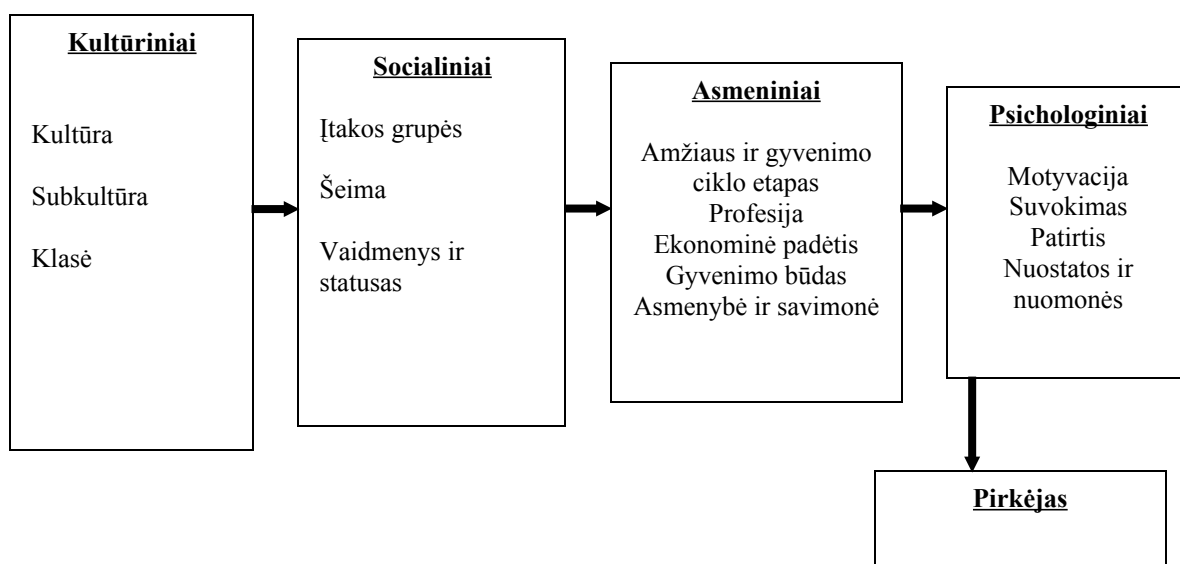 Kultūriniai
Kultūra
Subkultūra
Klasė
Socialiniai
Įtakos grupės
Šeima
Vaidmenys ir
statusas
Asmeniniai
Amžiaus ir gyvenimo
ciklo etapas
Profesija
Ekonominė padėtis
Gyvenimo būdas
Asmenybė ir savimonė
Psichologiniai
Motyvacija
Suvokimas
Patirtis
Nuostatos ir
nuomonės
Pirkėjas